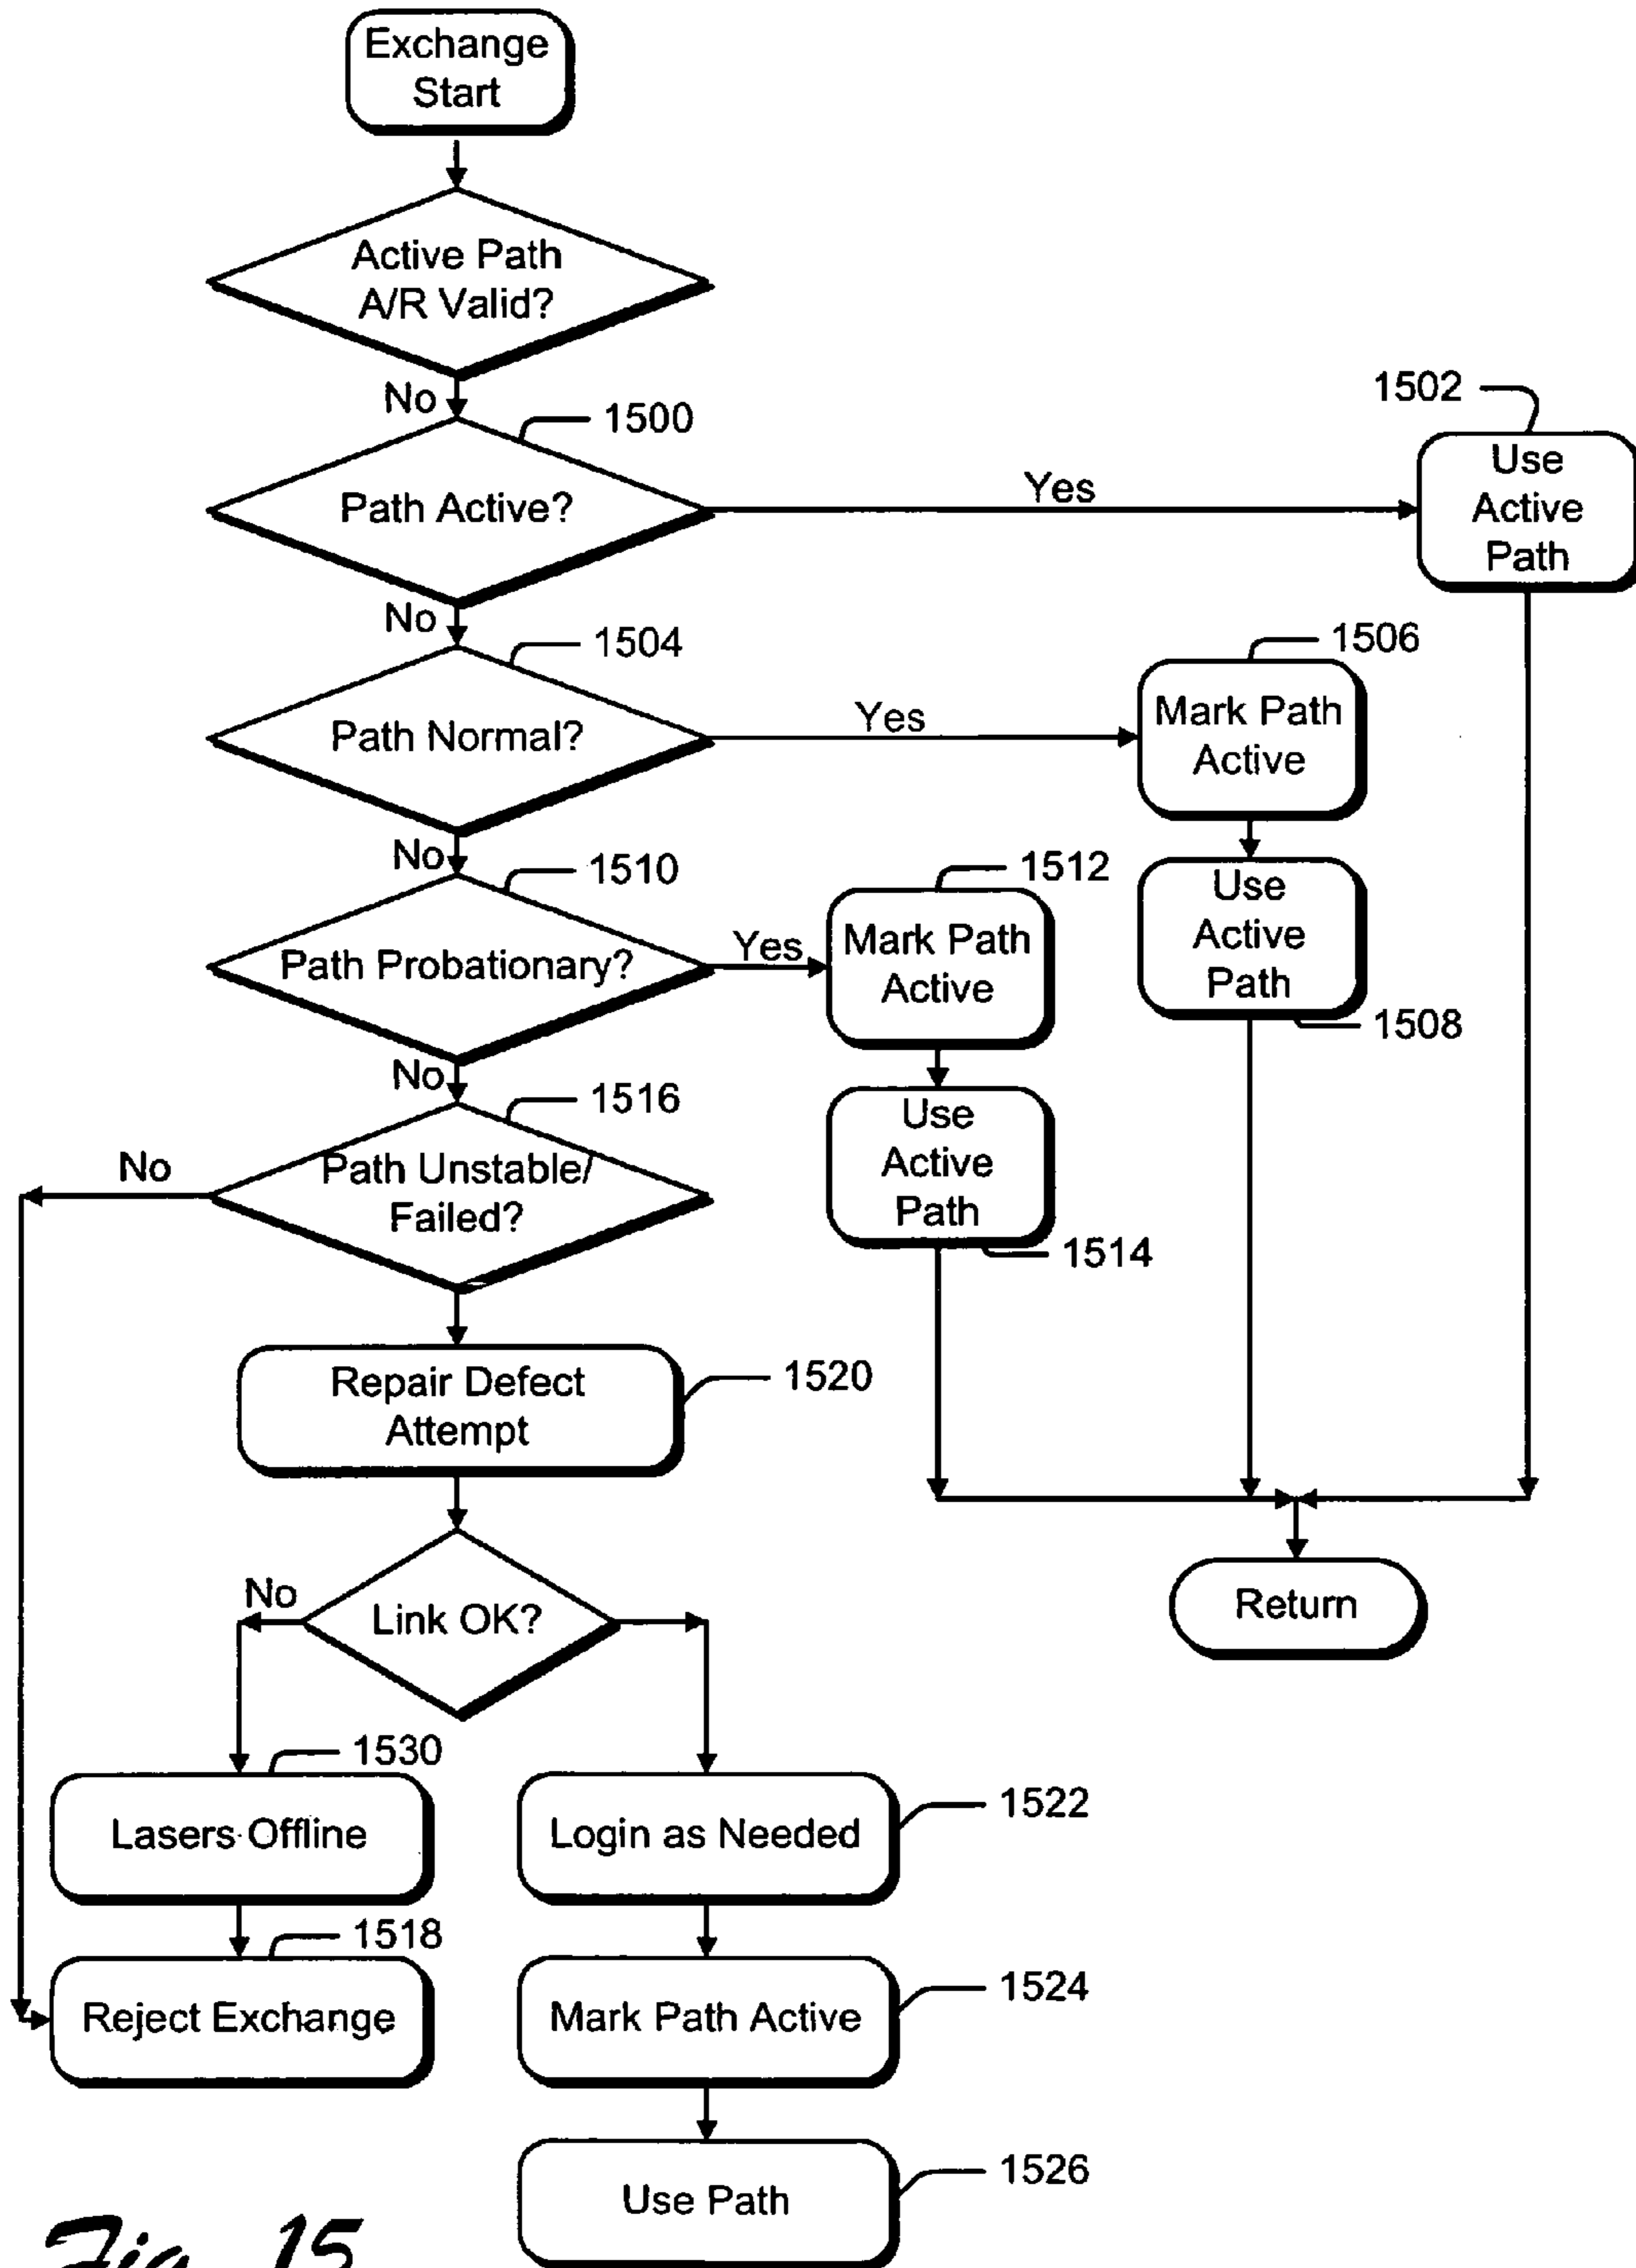 Exchange
Start
Active Path
A/R Valid?
No
1500
1502
Path Active?
Yes
Use
Active
Path
No
1504
1506
Path Normal?
Yes
Mark Path
Active
No
1510
1512
Use
Active
Path
1508
Path Probationary?
Yes
Mark Path
Active
No
1516
Use
Active
Path
1514
No
Path Unstable/
Failed?
Repair Defect
Attempt
1520
No
Link OK?
Return
1530
Lasers Offline
1522
Login as Needed
1518
Reject Exchange
1524
Mark Path Active
1526
Use Path
Fig. 15